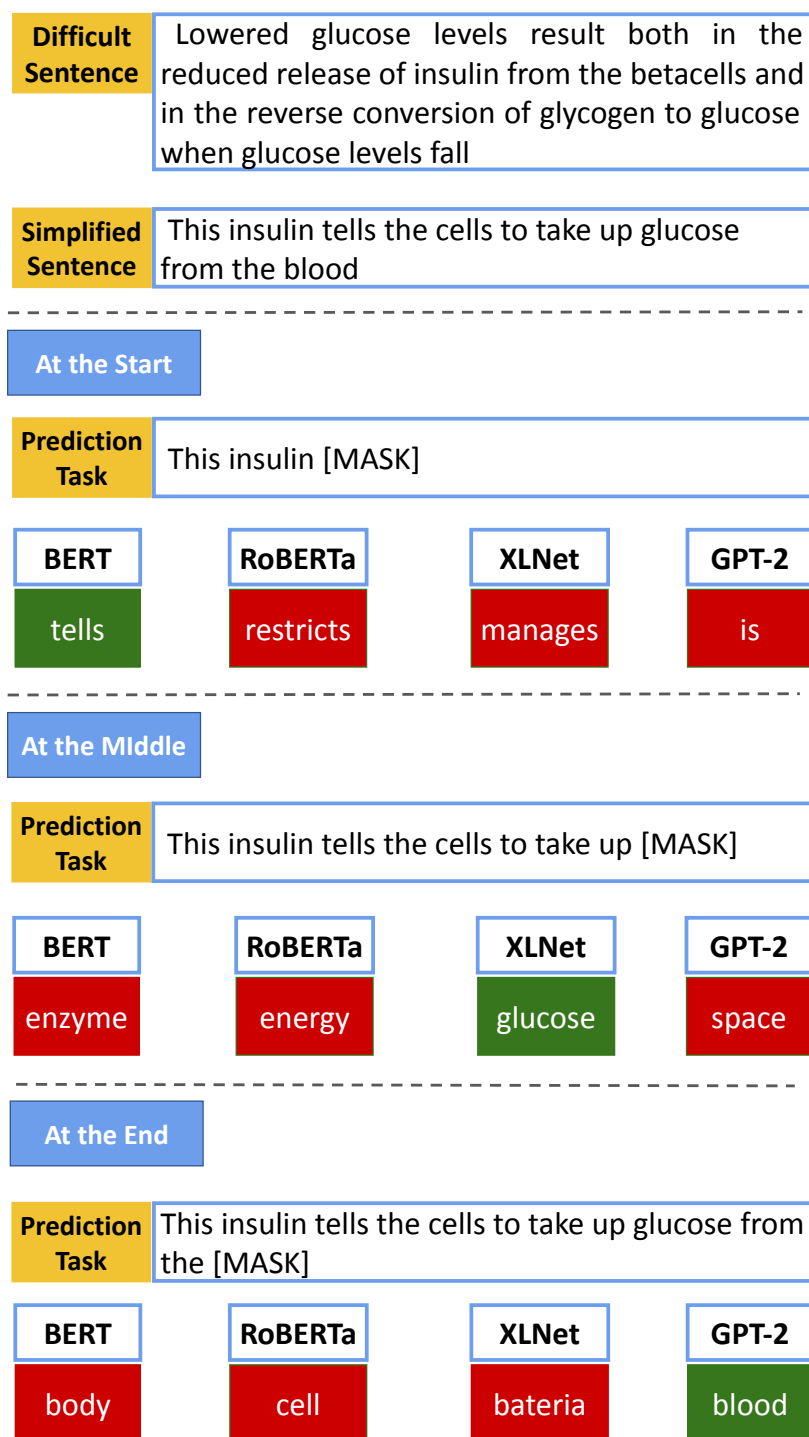 Difficult Sentence
Lowered glucose levels result both in the
reduced release of insulin from the betacells and
in the reverse conversion of glycogen to glucose
when glucose levels fall
Simplified Sentence
This insulin tells the cells to take up glucose
from the blood
At the Start
Prediction Task
This insulin [MASK]
BERT RoBERTa XLNet GPT-2
tells restricts manages is
At the MIddle
Prediction Task
This insulin tells the cells to take up [MASK]
BERT RoBERTa XLNet GPT-2
enzyme energy glucose space
At the End
Prediction Task
This insulin tells the cells to take up glucose from
the [MASK]
BERT RoBERTa XLNet GPT-2
body cell bateria blood